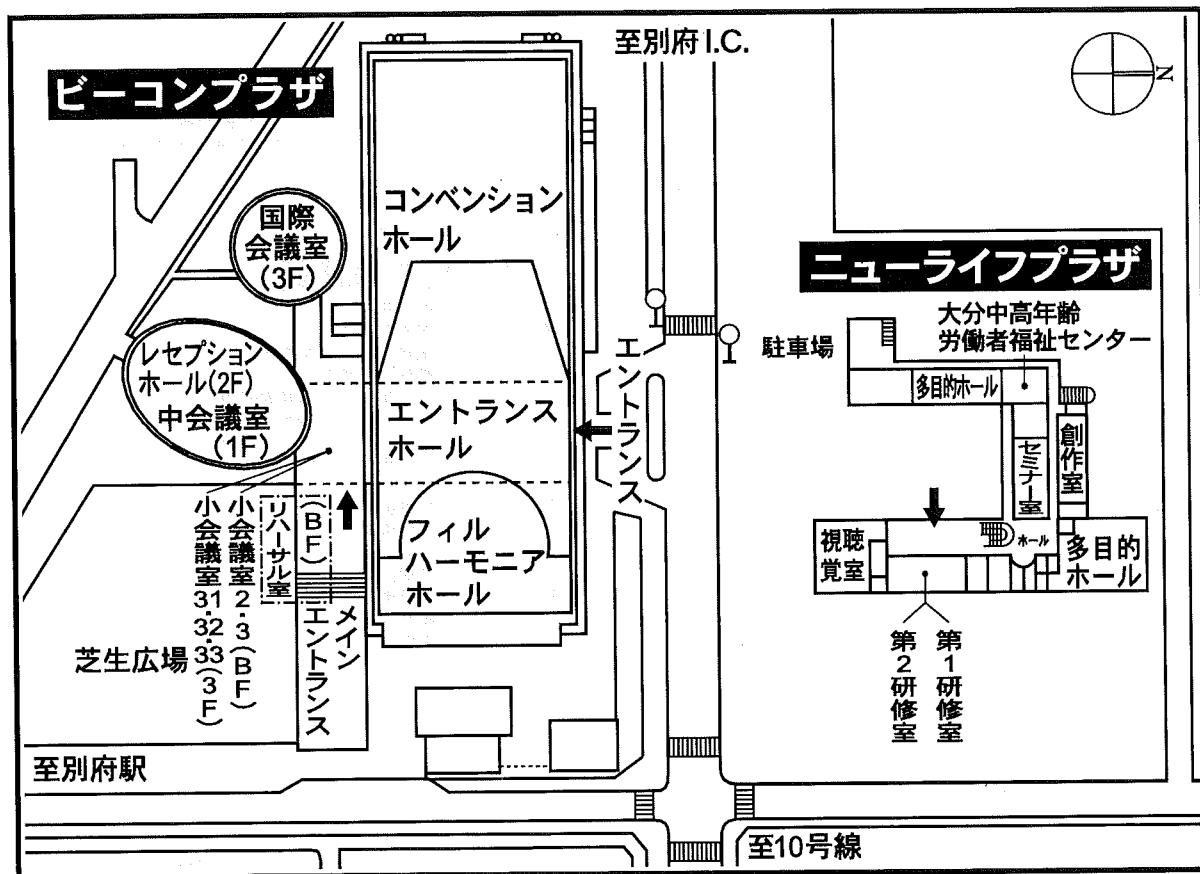 至別府I.C.
N
ビーコンプラザ
コンベンション
ホール
国際
会議室
(3F)
ニューライフプラザ
大分中高年齢
労働者福祉センター
駐車場
多目的ホール
エントランス
レセプション
ホール(2F)
中会議室
(1F)
エントランス
ホール
創作室
セミナー室
小会議室2・3(BF)
小会議室31・32・33(3F)
リハーサル室
(BF)
フィル
ハーモニア
ホール
視聴
覚室
ホール
多目的
ホール
メイン
エントランス
芝生広場
第1研修室
第2研修室
至別府駅
至10号線